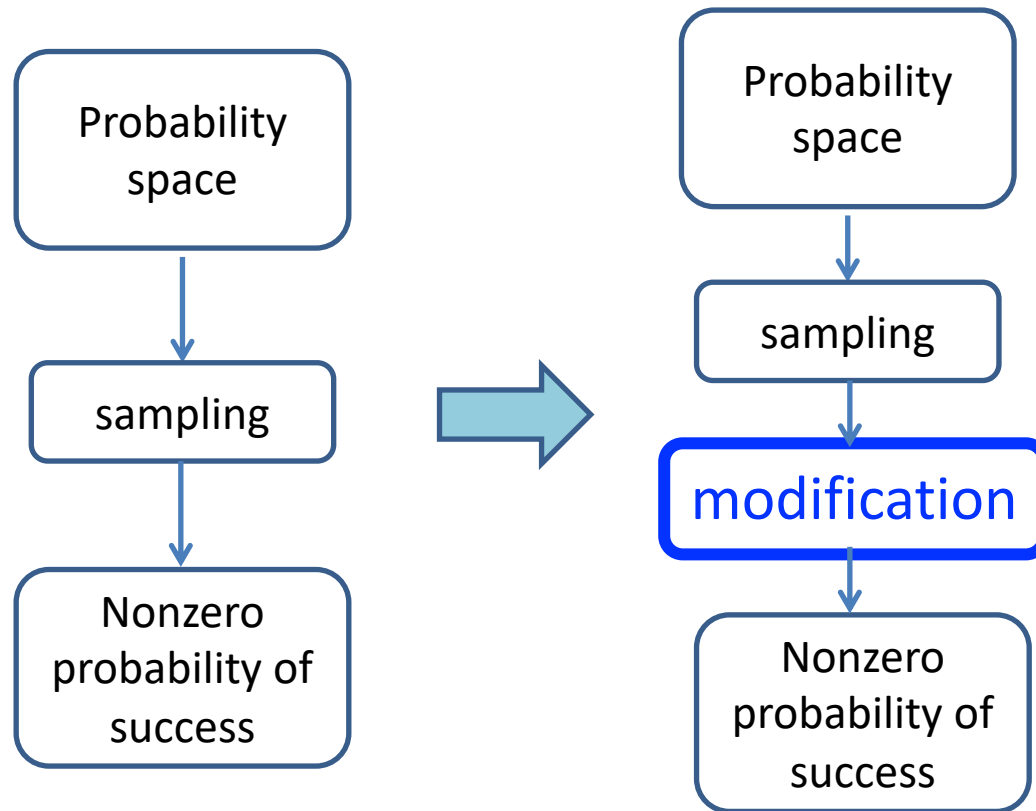 Probability
space
sampling
Nonzero
probability of
success
Probability
space
sampling
modification
Nonzero
probability of
success